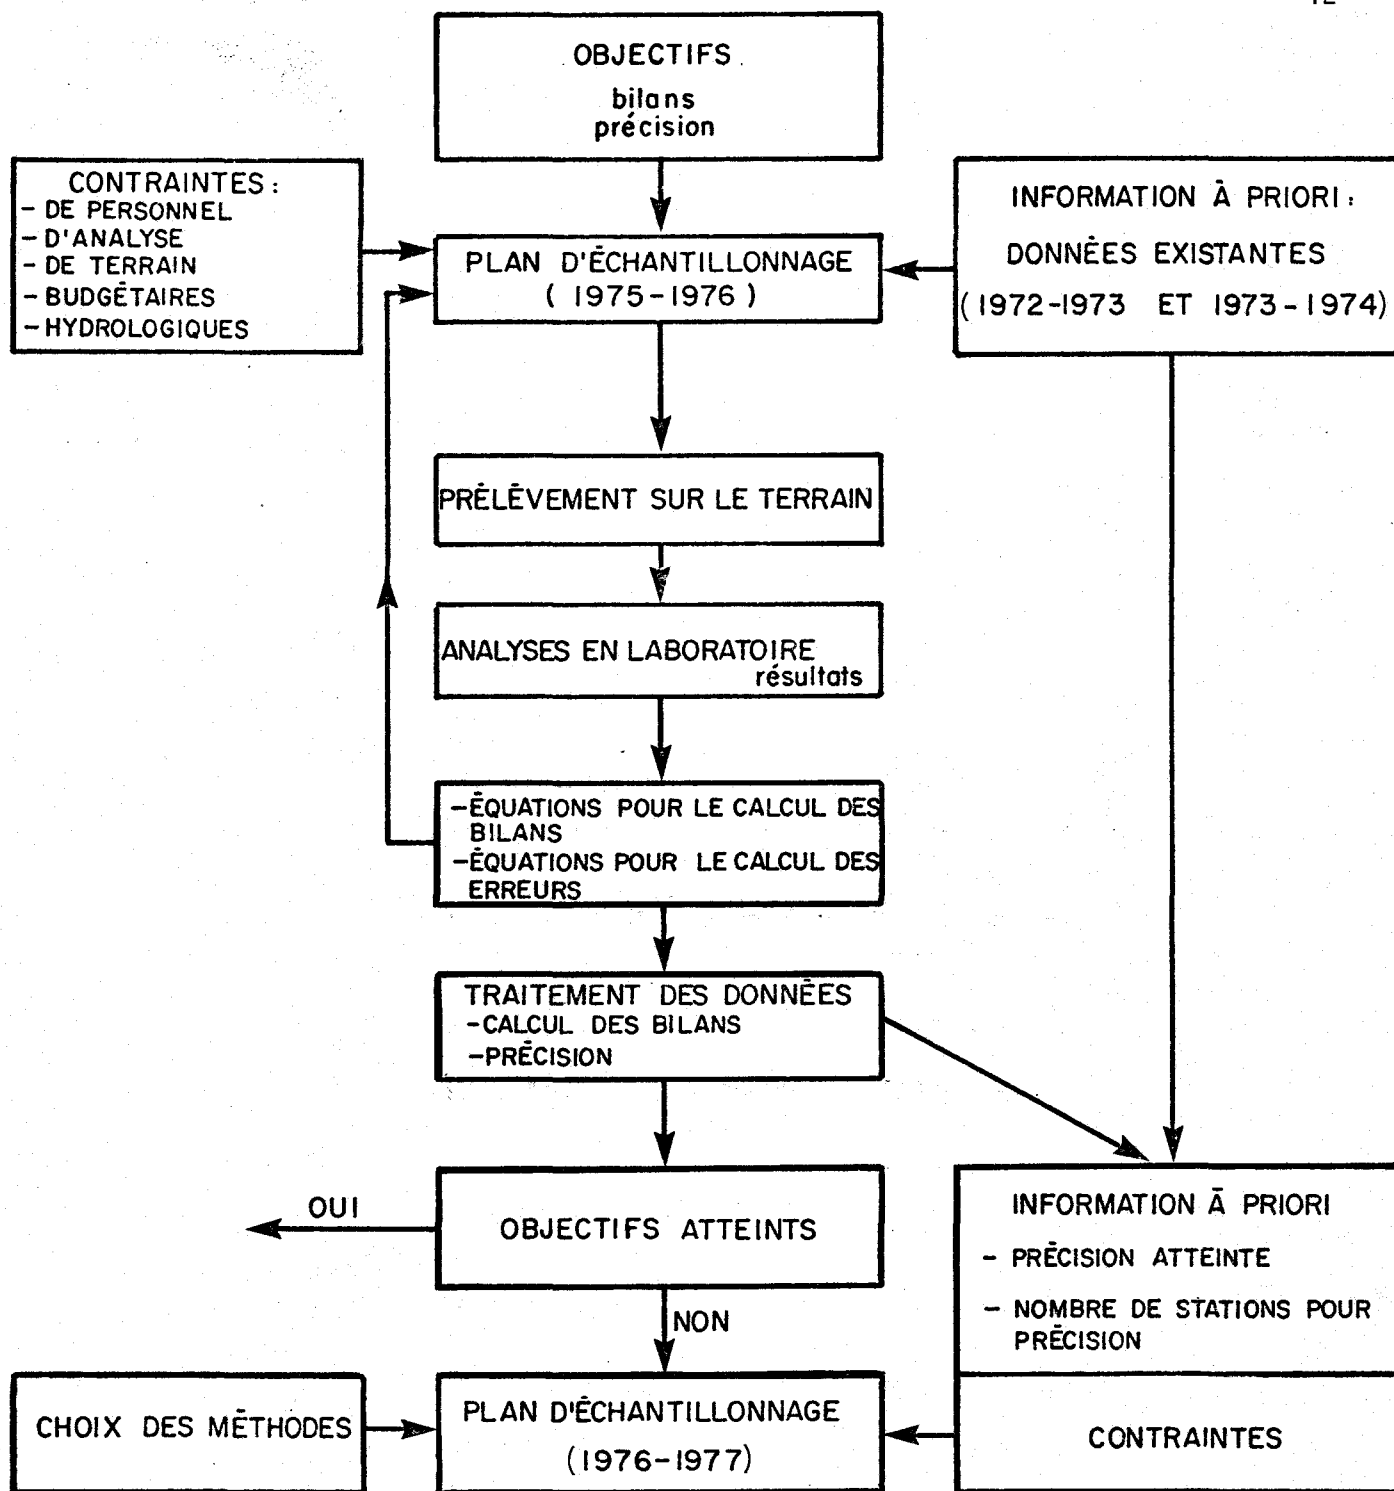 OBJECTIFS
bilans
précision
CONTRAINTES :
- DE PERSONNEL
- D'ANALYSE
- DE TERRAIN
- BUDGÉTAIRES
- HYDROLOGIQUES
PLAN D'ÉCHANTILLONNAGE
( 1975-1976 )
INFORMATION À PRIORI :
DONNÉES EXISTANTES
(1972-1973 ET 1973-1974)
PRÉLÈVEMENT SUR LE TERRAIN
ANALYSES EN LABORATOIRE
résultats
-ÉQUATIONS POUR LE CALCUL DES
BILANS
-ÉQUATIONS POUR LE CALCUL DES
ERREURS
TRAITEMENT DES DONNÉES
-CALCUL DES BILANS
-PRÉCISION
OUI
OBJECTIFS ATTEINTS
NON
INFORMATION À PRIORI
- PRÉCISION ATTEINTE
- NOMBRE DE STATIONS POUR
PRÉCISION
CHOIX DES MÉTHODES
PLAN D'ÉCHANTILLONNAGE
(1976-1977)
CONTRAINTES